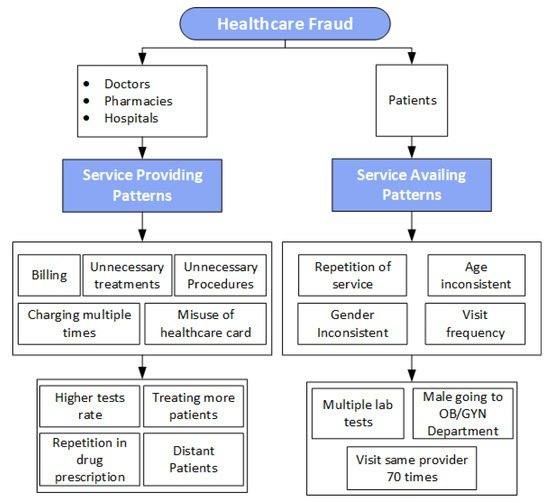 Healthcare Fraud
Doctors
Pharmacies
Hospitals
Patients
Service Providing
Patterns
Service Availing
Patterns
Billing
Unnecessary
treatments
Unnecessary
Procedures
Charging multiple
times
Misuse of
healthcare card
Repetition of
service
Age
inconsistent
Gender
Inconsistent
Visit
frequency
Higher tests
rate
Treating more
patients
Repetition in
drug
prescription
Distant
Patients
Multiple lab
tests
Male going to
OB/GYN
Department
Visit same provider
70 times